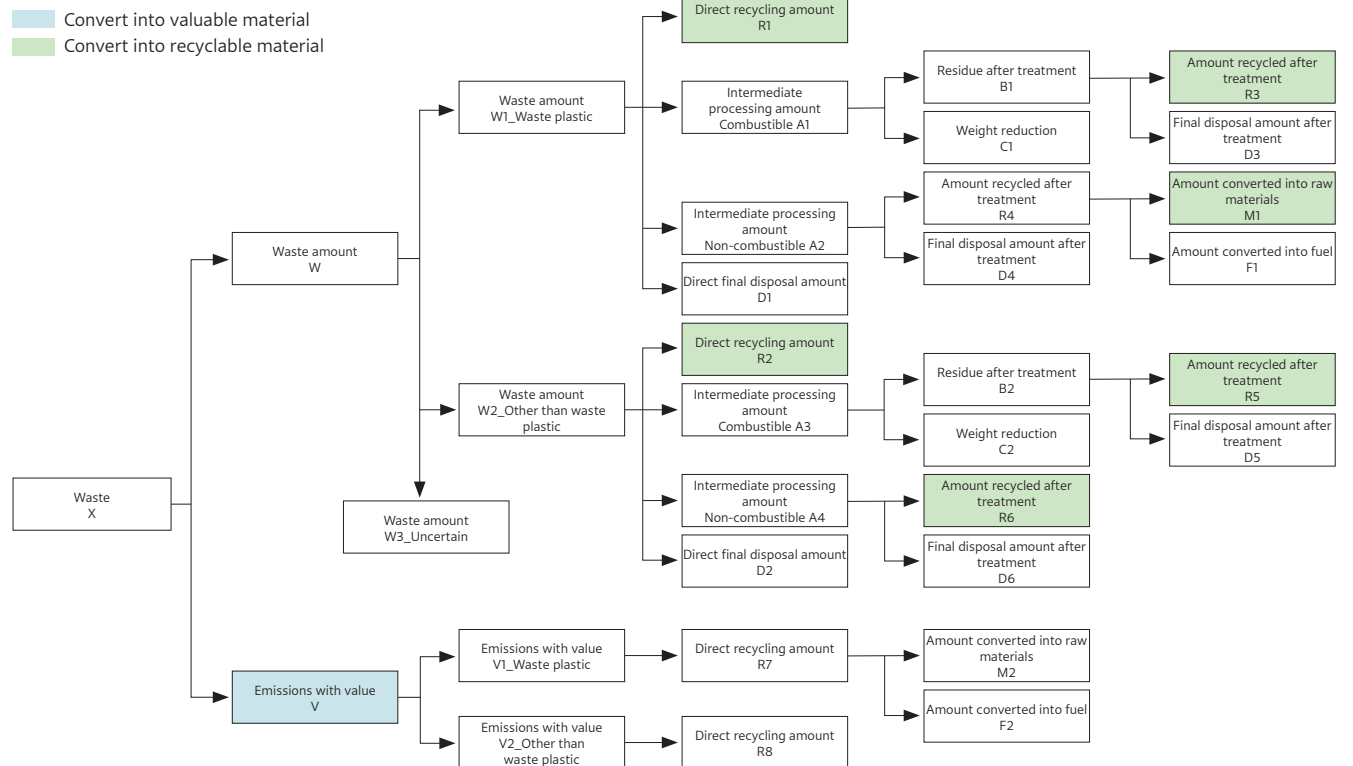 Convert into valuable material
Convert into recyclable material
Direct recycling amount
R1
Waste amount
W1_Waste plastic
Intermediate
processing amount
Combustible A1
Residue after treatment
B1
Amount recycled after
treatment
R3
Weight reduction
C1
Final disposal amount after
treatment
D3
Intermediate processing
amount
Non-combustible A2
Amount recycled after
treatment
R4
Amount converted into raw
materials
M1
Final disposal amount after
treatment
D4
Amount converted into fuel
F1
Waste amount
W
Direct final disposal amount
D1
Direct recycling amount
R2
Waste amount
W2_Other than waste
plastic
Intermediate processing
amount
Combustible A3
Residue after treatment
B2
Amount recycled after
treatment
R5
Weight reduction
C2
Final disposal amount after
treatment
D5
Waste
X
Waste amount
W3_Uncertain
Intermediate processing
amount
Non-combustible A4
Amount recycled after
treatment
R6
Direct final disposal amount
D2
Final disposal amount after
treatment
D6
Emissions with value
V
Emissions with value
V1_Waste plastic
Direct recycling amount
R7
Amount converted into raw
materials
M2
Amount converted into fuel
F2
Emissions with value
V2_Other than
waste plastic
Direct recycling amount
R8